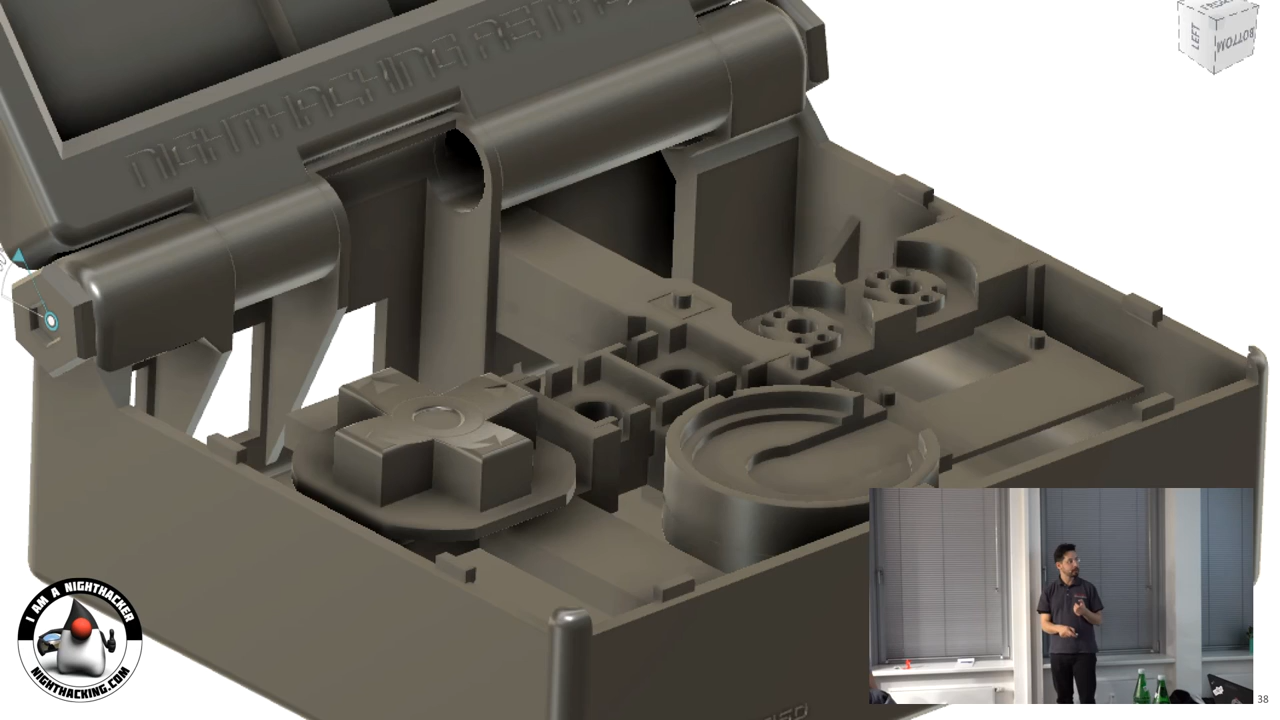 NIGHTHACKING RETRO
LEFT
FRONT
BOTTOM
I AM A NIGHTHACKER
NIGHTHACKING.COM
38